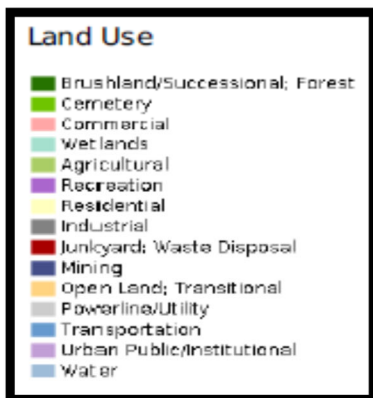 Land Use
Brushland/Successional; Forest
Cemetery
Commercial
Wetlands
Agricultural
Recreation
Residential
Industrial
Junkyard; Waste Disposal
Mining
Open Land; Transitional
Powerline/Utility
Transportation
Urban Public/Institutional
Water